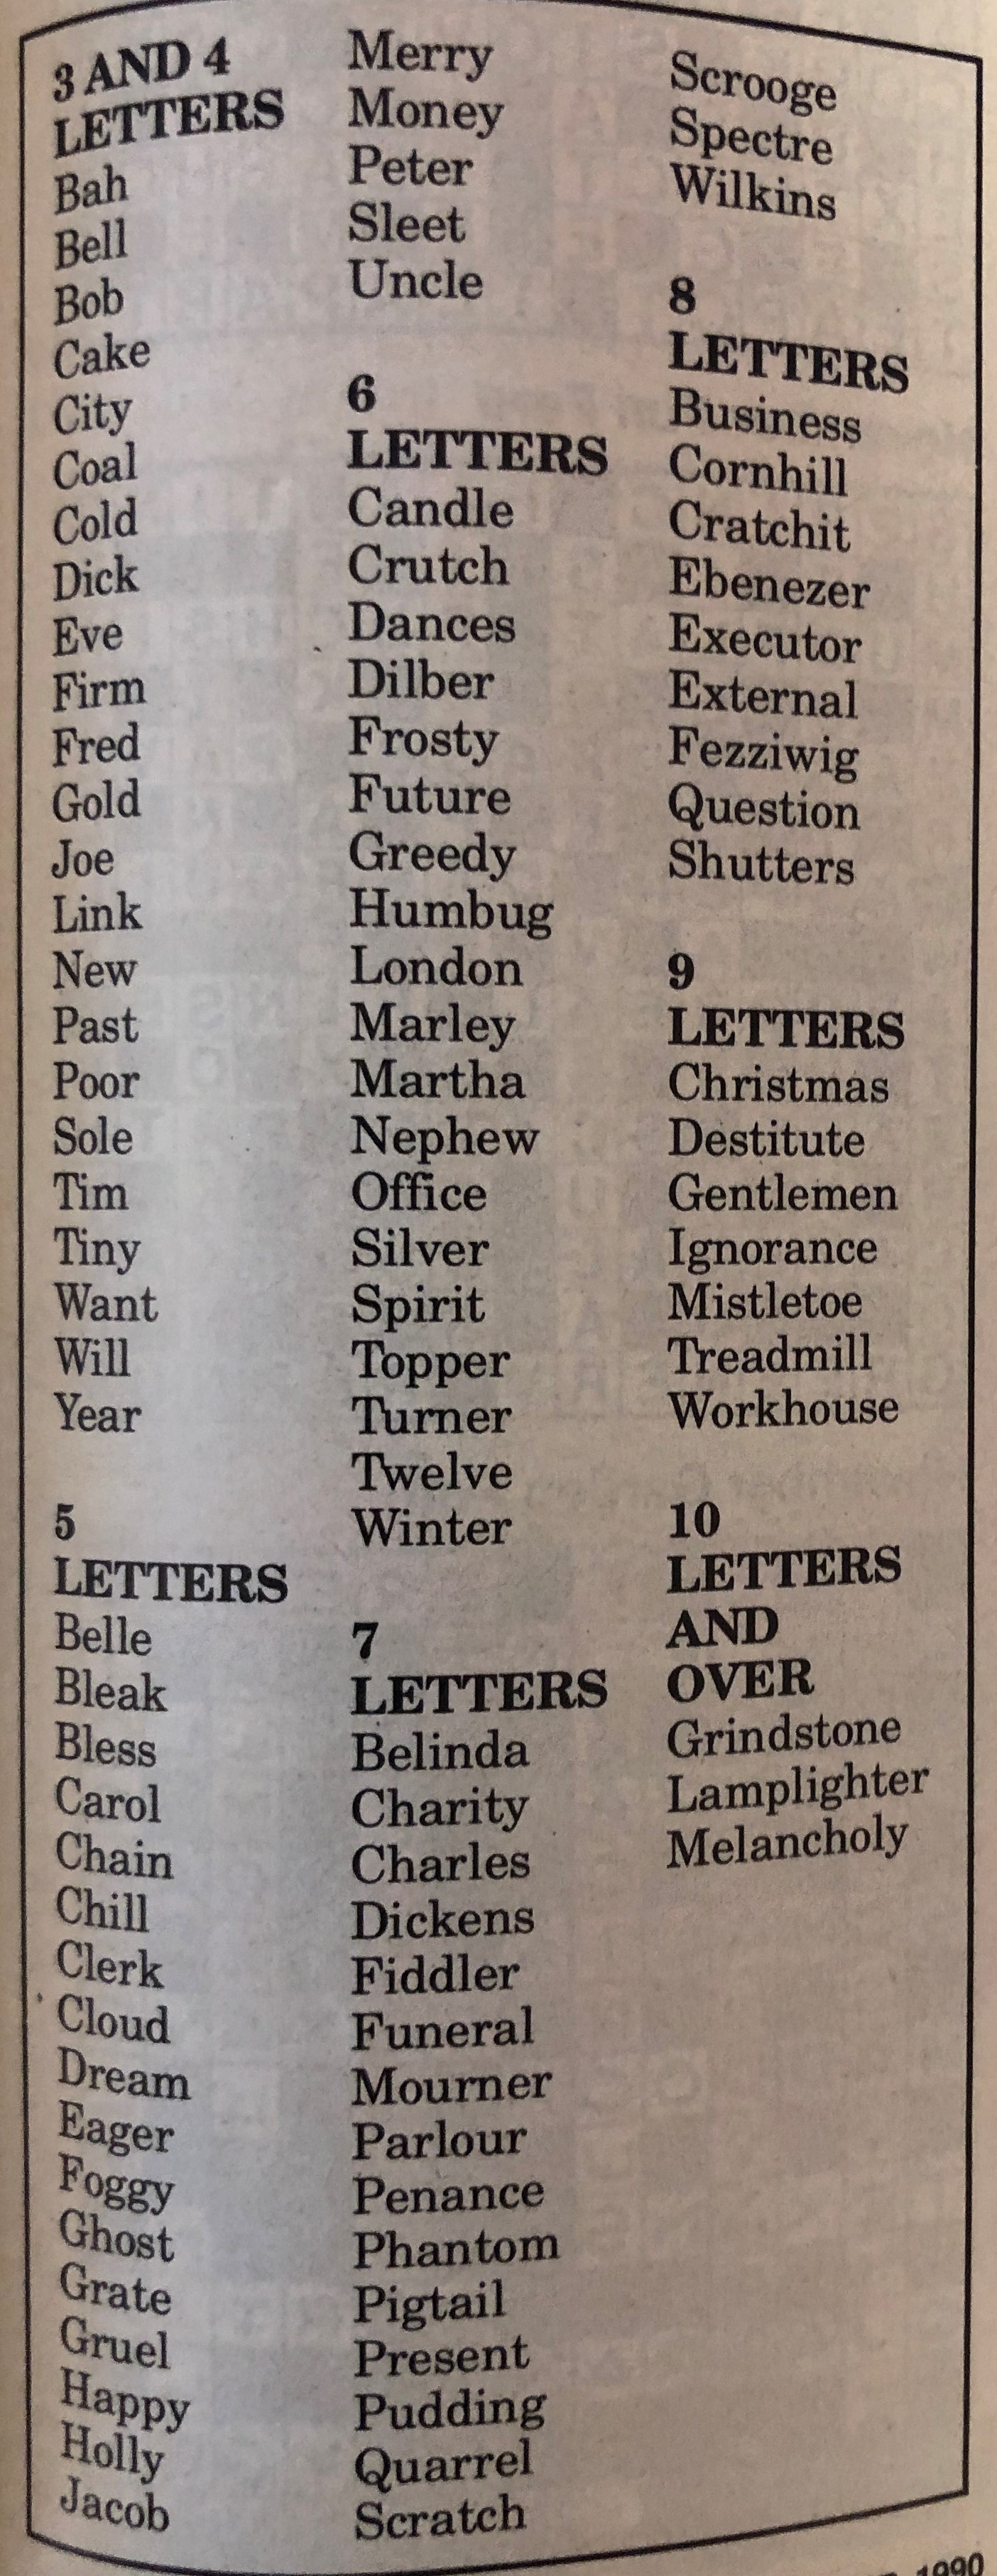 3 AND 4
LETTERS
Bah
Bell
Bob
Cake
City
Coal
Cold
Dick
Eve
Firm
Fred
Gold
Joe
Link
New
Past
Poor
Sole
Tim
Tiny
Want
Will
Year
5
LETTERS
Belle
Bleak
Bless
Carol
Chain
Chill
Clerk
Cloud
Dream
Eager
Foggy
Ghost
Grate
Gruel
Happy
Holly
Jacob
Merry
Money
Peter
Sleet
Uncle
6
LETTERS
Candle
Crutch
Dances
Dilber
Frosty
Future
Greedy
Humbug
London
Marley
Martha
Nephew
Office
Silver
Spirit
Topper
Turner
Twelve
Winter
7
LETTERS
Belinda
Charity
Charles
Dickens
Fiddler
Funeral
Mourner
Parlour
Penance
Phantom
Pigtail
Present
Pudding
Quarrel
Scratch
Scrooge
Spectre
Wilkins
8
LETTERS
Business
Cornhill
Cratchit
Ebenezer
Executor
External
Fezziwig
Question
Shutters
9
LETTERS
Christmas
Destitute
Gentlemen
Ignorance
Mistletoe
Treadmill
Workhouse
10
LETTERS
AND
OVER
Grindstone
Lamplighter
Melancholy
1990